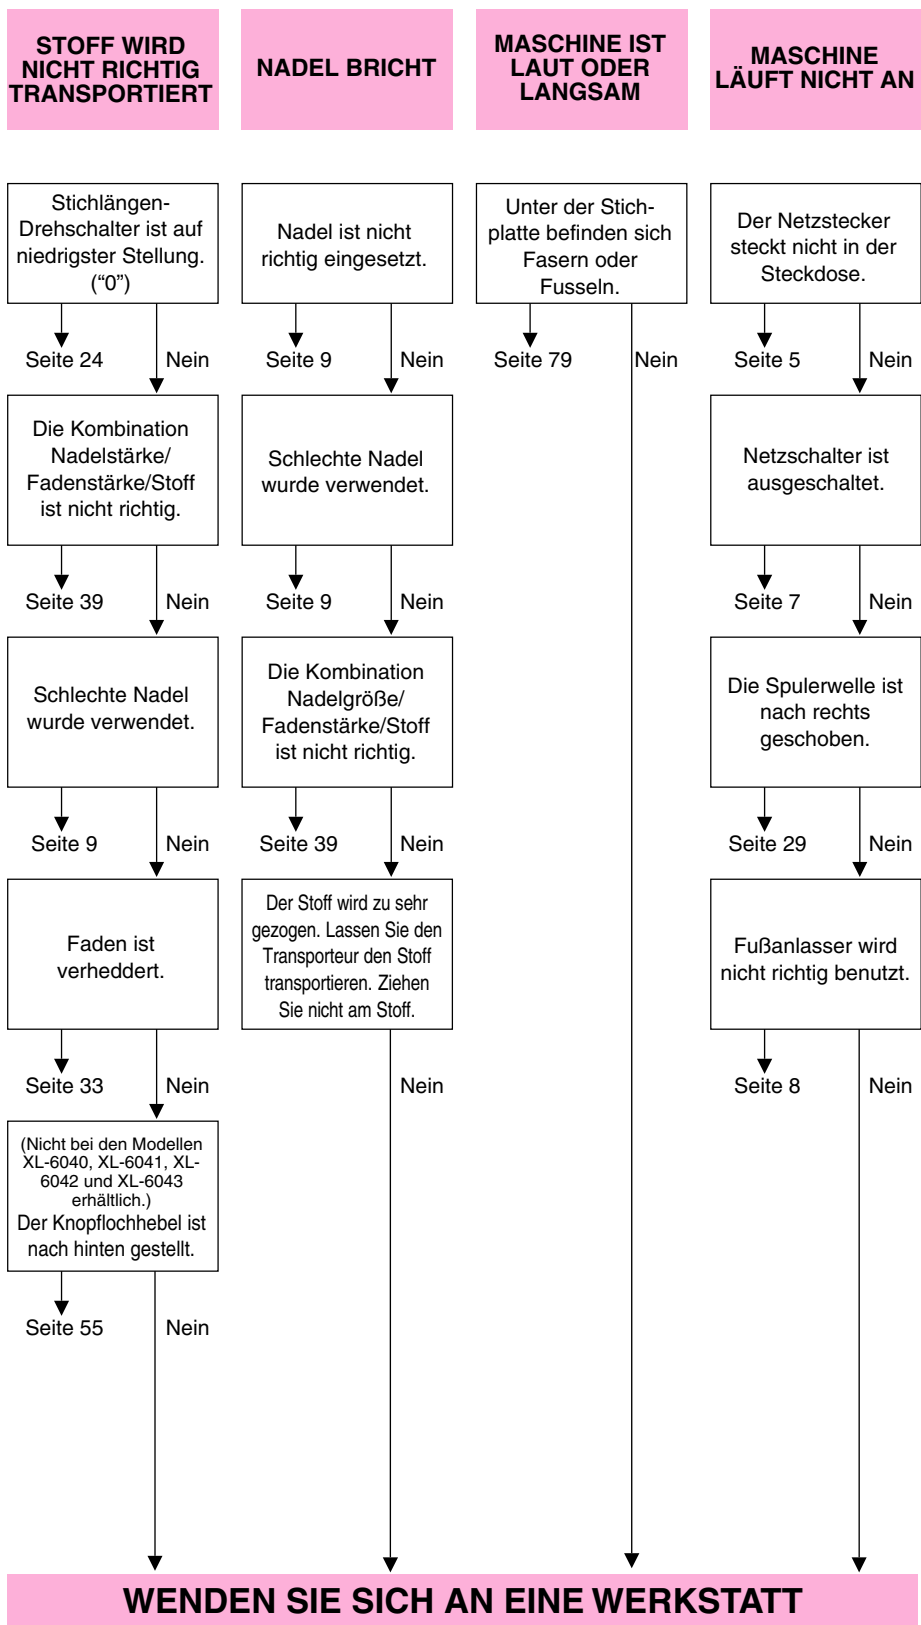 STOFF WIRD
NICHT RICHTIG
TRANSPORTIERT
Stichlängen-
Drehschalter ist auf
niedrigster Stellung.
(“0”)
Seite 24
Nein
Die Kombination
Nadelstärke/
Fadenstärke/Stoff
ist nicht richtig.
Seite 39
Nein
Schlechte Nadel
wurde verwendet.
Seite 9
Nein
Faden ist
verheddert.
Seite 33
Nein
(Nicht bei den Modellen
XL-6040, XL-6041, XL-
6042 und XL-6043
erhältlich.)
Der Knopflochhebel ist
nach hinten gestellt.
Seite 55
Nein
NADEL BRICHT
Nadel ist nicht
richtig eingesetzt.
Seite 9
Nein
Schlechte Nadel
wurde verwendet.
Seite 9
Nein
Die Kombination
Nadelgröße/
Fadenstärke/Stoff
ist nicht richtig.
Seite 39
Nein
Der Stoff wird zu sehr
gezogen. Lassen Sie den
Transporteur den Stoff
transportieren. Ziehen
Sie nicht am Stoff.
Nein
MASCHINE IST
LAUT ODER
LANGSAM
Unter der Stich-
platte befinden sich
Fasern oder
Fusseln.
Seite 79
Nein
MASCHINE
LÄUFT NICHT AN
Der Netzstecker
steckt nicht in der
Steckdose.
Seite 5
Nein
Netzschalter ist
ausgeschaltet.
Seite 7
Nein
Die Spulerwelle ist
nach rechts
geschoben.
Seite 29
Nein
Fußanlasser wird
nicht richtig benutzt.
Seite 8
Nein
WENDEN SIE SICH AN EINE WERKSTATT